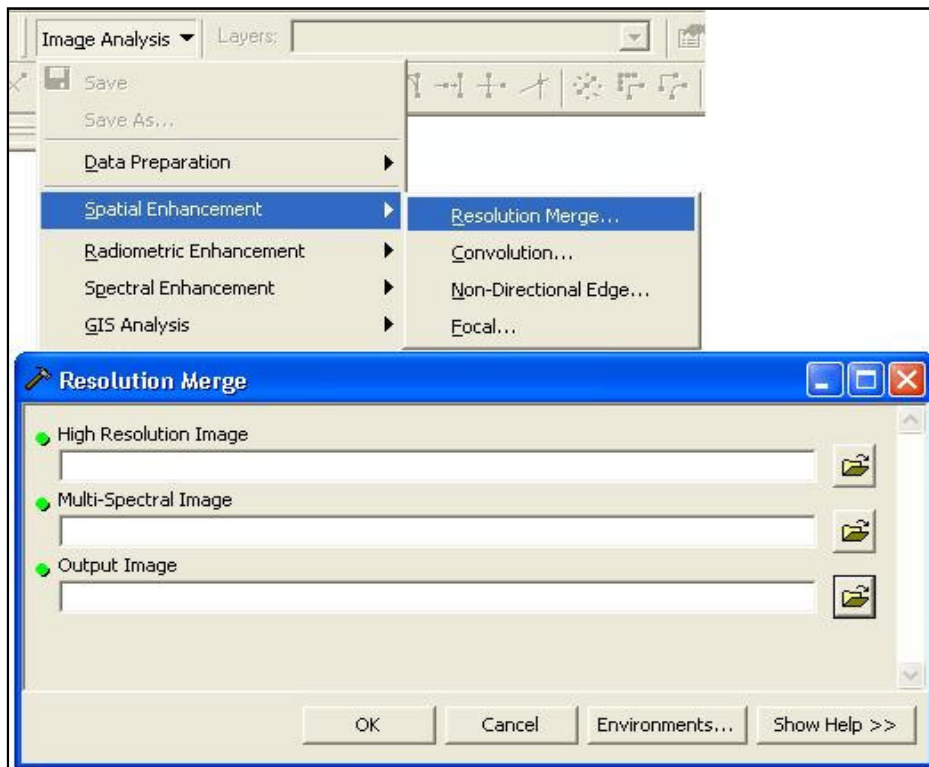 Image Analysis Layers:
Save
Save As...
Data Preparation
Spatial Enhancement
Resolution Merge...
Radiometric Enhancement
Convolution...
Spectral Enhancement
Non-Directional Edge...
GIS Analysis
Focal...
Resolution Merge
High Resolution Image
Multi-Spectral Image
Output Image
OK Cancel Environments... Show Help >>